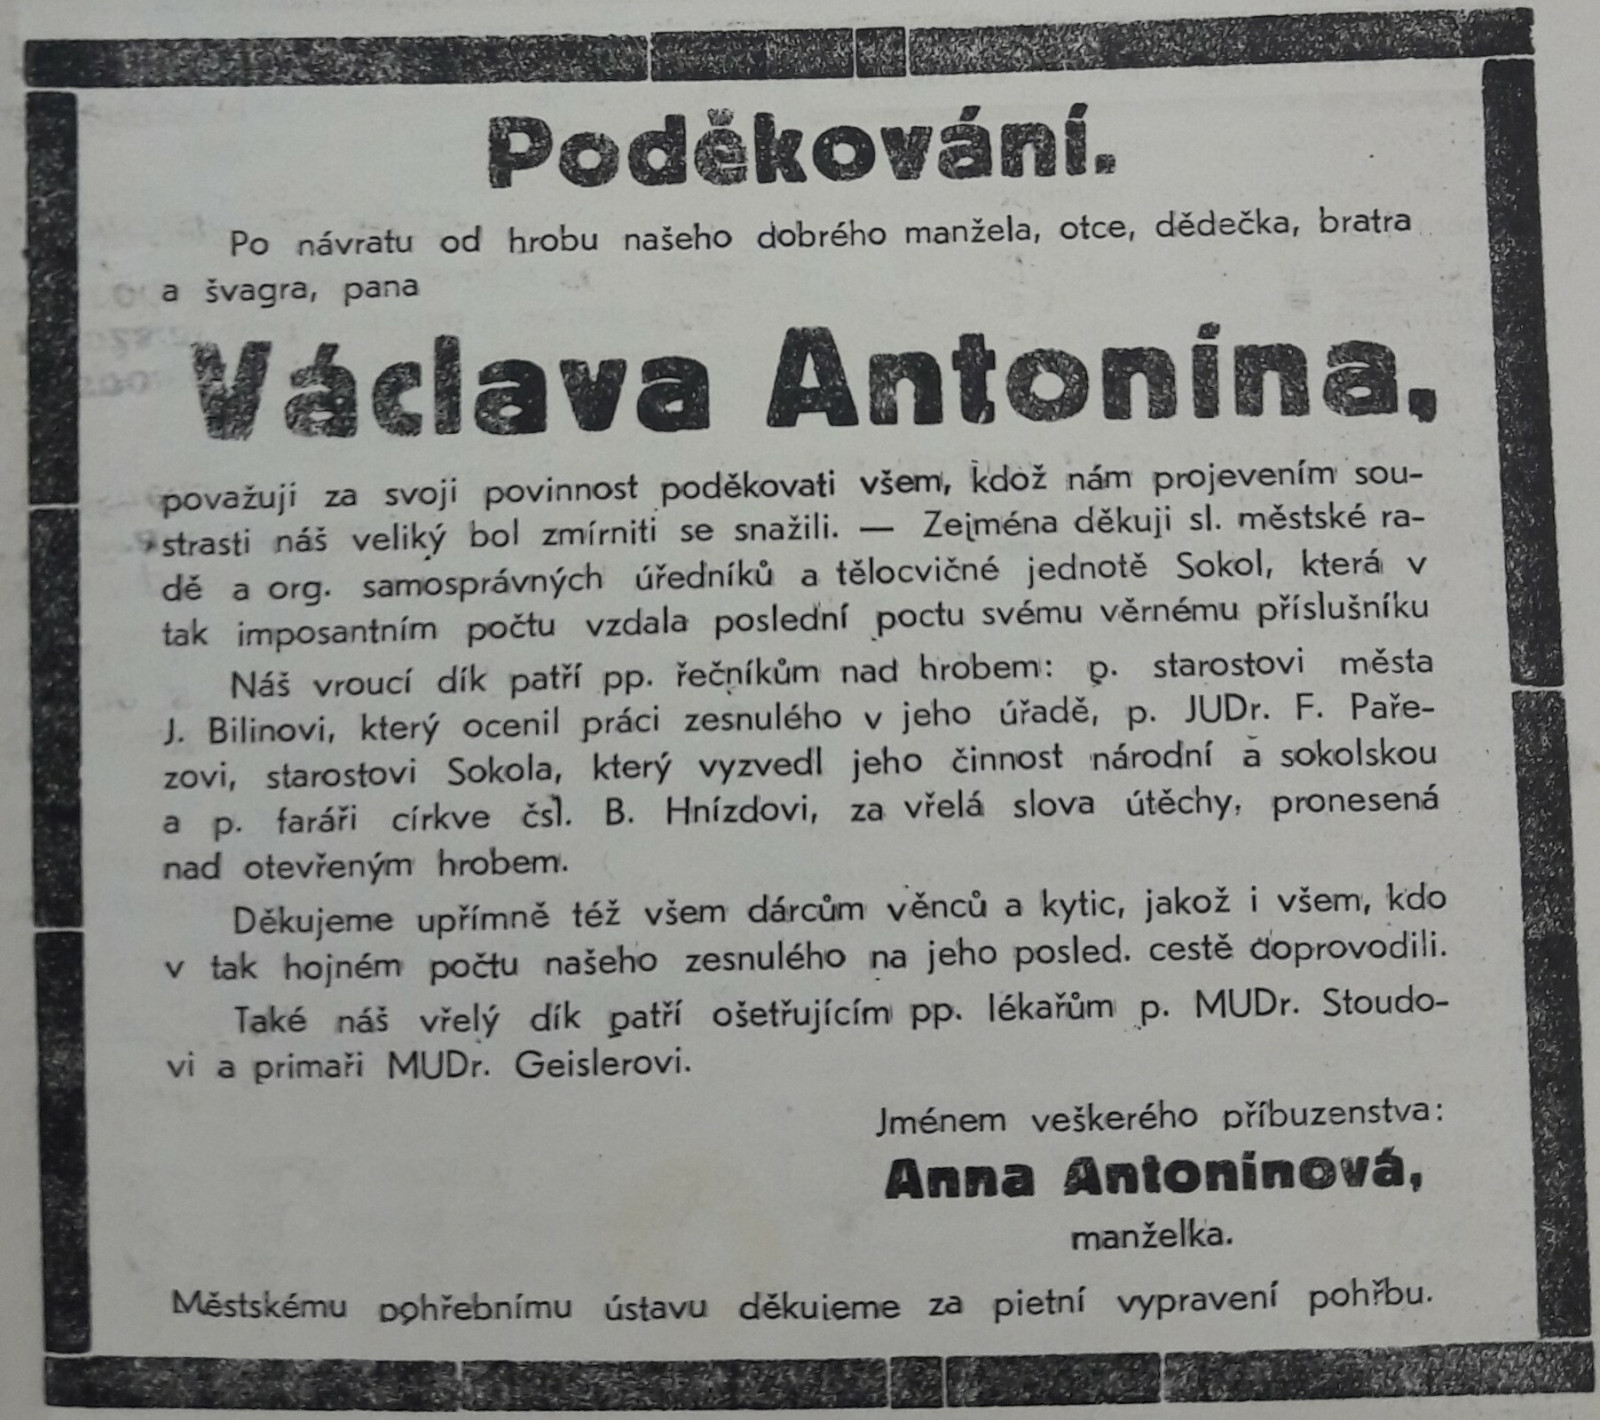 Poděkování.
Po návratu od hrobu našeho dobrého manžela, otce, dědečka, bratra
a švagra, pana
Václava Antonína,
považuji za svoji povinnost poděkovati všem, kdož nám projevením sou-
strasti náš veliký bol zmírniti se snažili. — Zejména děkuji sl. městské ra-
dě a org. samosprávných úředníků a tělocvičné jednotě Sokol, která v
tak imposantním počtu vzdala poslední poctu svému věrnému příslušníku
Náš vroucí dík patří pp. řečníkům nad hrobem: p. starostovi města
J. Bilinovi, který ocenil práci zesnulého v jeho úřadě, p. JUDr. F. Paře-
zovi, starostovi Sokola, který vyzvedl jeho činnost národní a sokolskou
a p. faráři církve čsl. B. Hnízdovi, za vřelá slova útěchy, pronesená
nad otevřeným hrobem.
Děkujeme upřímně též všem dárcům věnců a kytic, jakož i všem, kdo
v tak hojném počtu našeho zesnulého na jeho posled. cestě doprovodili.
Také náš vřelý dík patří ošetřujícím pp. lékařům p. MUDr. Stoudo-
vi a primaři MUDr. Geislerovi.
Jménem veškerého příbuzenstva:
Anna Antonínová,
manželka.
Městskému pohřebnímu ústavu děkujeme za pietní vypravení pohřbu.